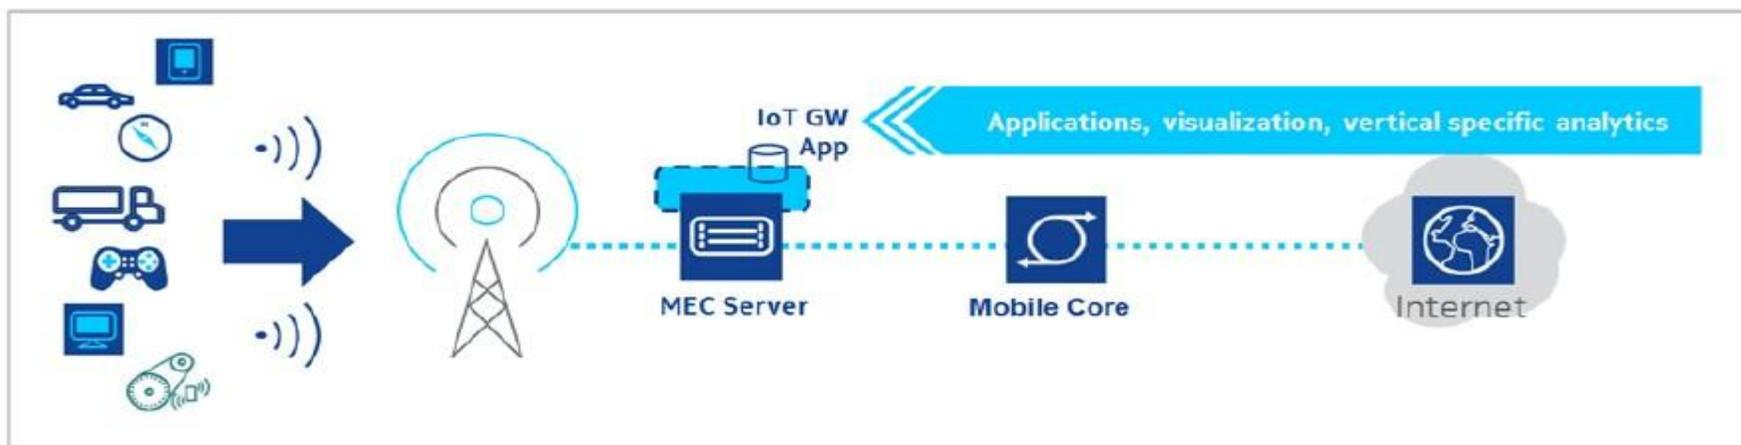 IoT GW
App
Applications, visualization, vertical specific analytics
MEC Server
Mobile Core
Internet